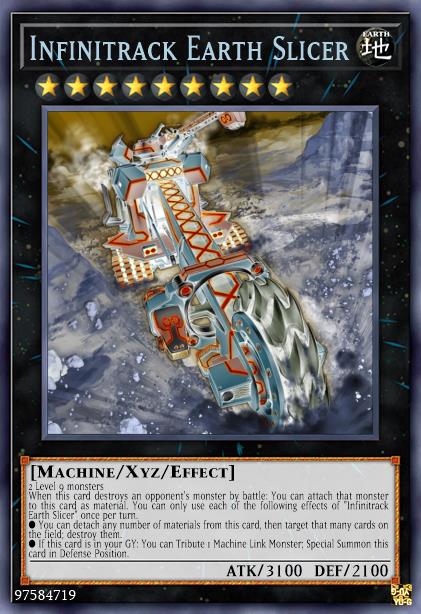 INFINITRACK EARTH SLICER
EARTH
地
[MACHINE/XYZ/EFFECT]
2 Level 9 monsters
When this card destroys an opponent's monster by battle: You can attach that monster
to this card as material. You can only use each of the following effects of "Infinitrack
Earth Slicer" once per turn.
● You can detach any number of materials from this card, then target that many cards on
the field; destroy them.
● If this card is in your GY: You can Tribute 1 Machine Link Monster; Special Summon this
card in Defense Position.
ATK/3100 DEF/2100
97584719